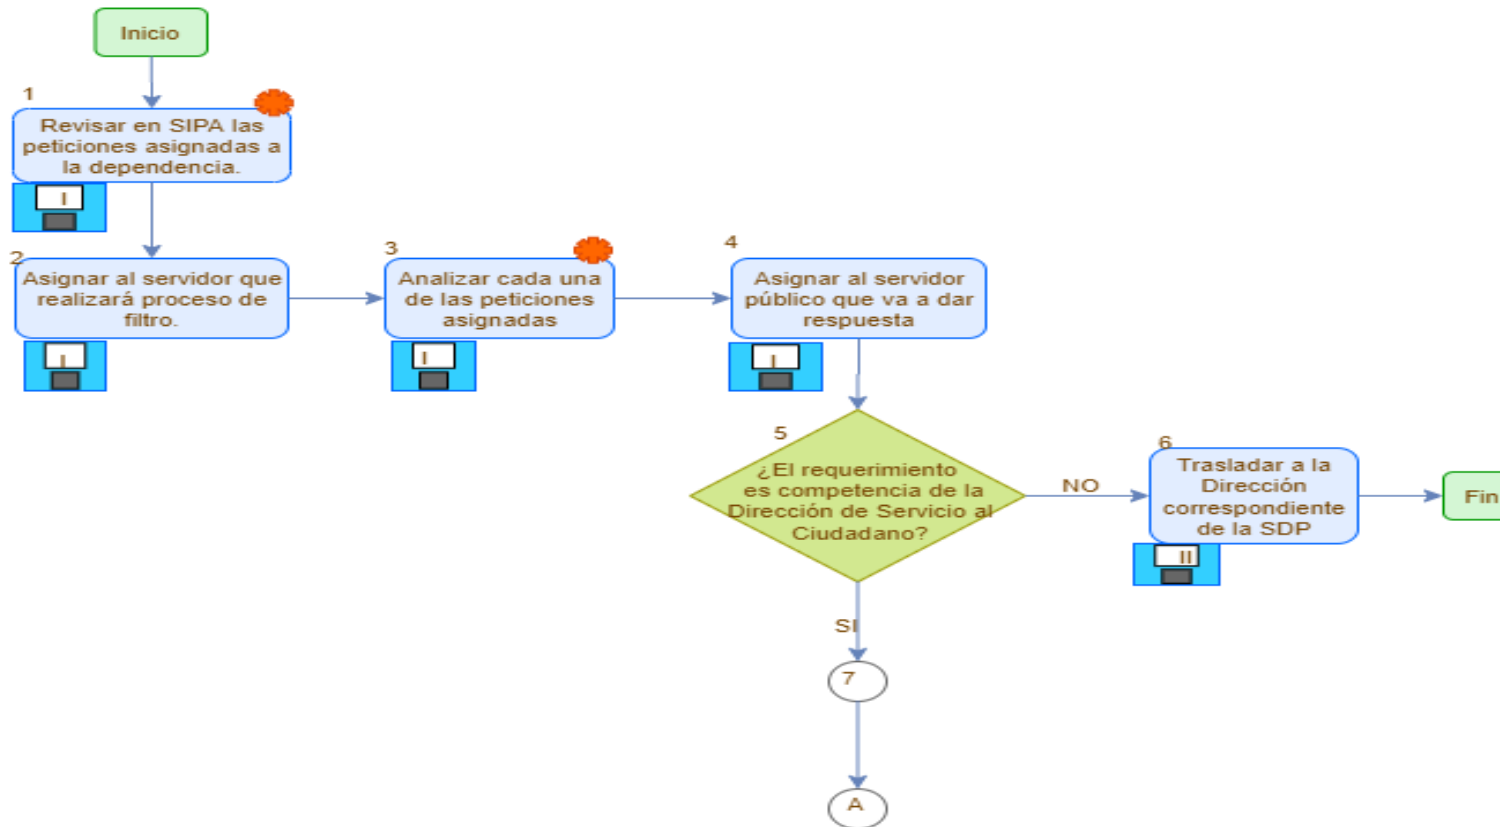 Inicio
1
Revisar en SIPA las
peticiones asignadas a
la dependencia.
I
2
Asignar al servidor que
realizará proceso de
filtro.
I
3
Analizar cada una
de las peticiones
asignadas
I
4
Asignar al servidor
público que va a dar
respuesta
I
5
¿El requerimiento
es competencia de la
Dirección de Servicio al
Ciudadano?
NO
6
Trasladar a la
Dirección
correspondiente
de la SDP
II
Fin
SI
7
A